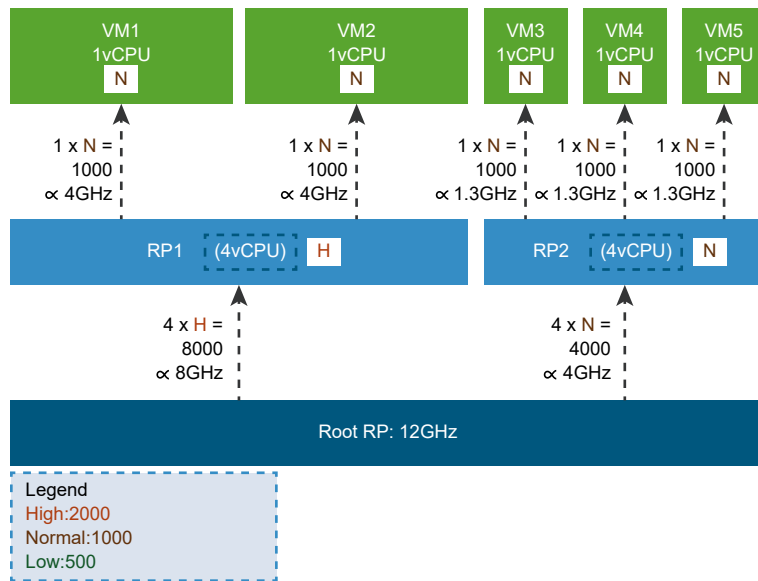 VM1
1vCPU
N
VM2
1vCPU
N
VM3
1vCPU
N
VM4
1vCPU
N
VM5
1vCPU
N
1 x N =
1000
∝ 4GHz
1 x N =
1000
∝ 4GHz
1 x N =
1000
∝ 1.3GHz
1 x N =
1000
∝ 1.3GHz
1 x N =
1000
∝ 1.3GHz
RP1 (4vCPU) H
RP2 (4vCPU) N
4 x H =
8000
∝ 8GHz
4 x N =
4000
∝ 4GHz
Root RP: 12GHz
Legend
High:2000
Normal:1000
Low:500